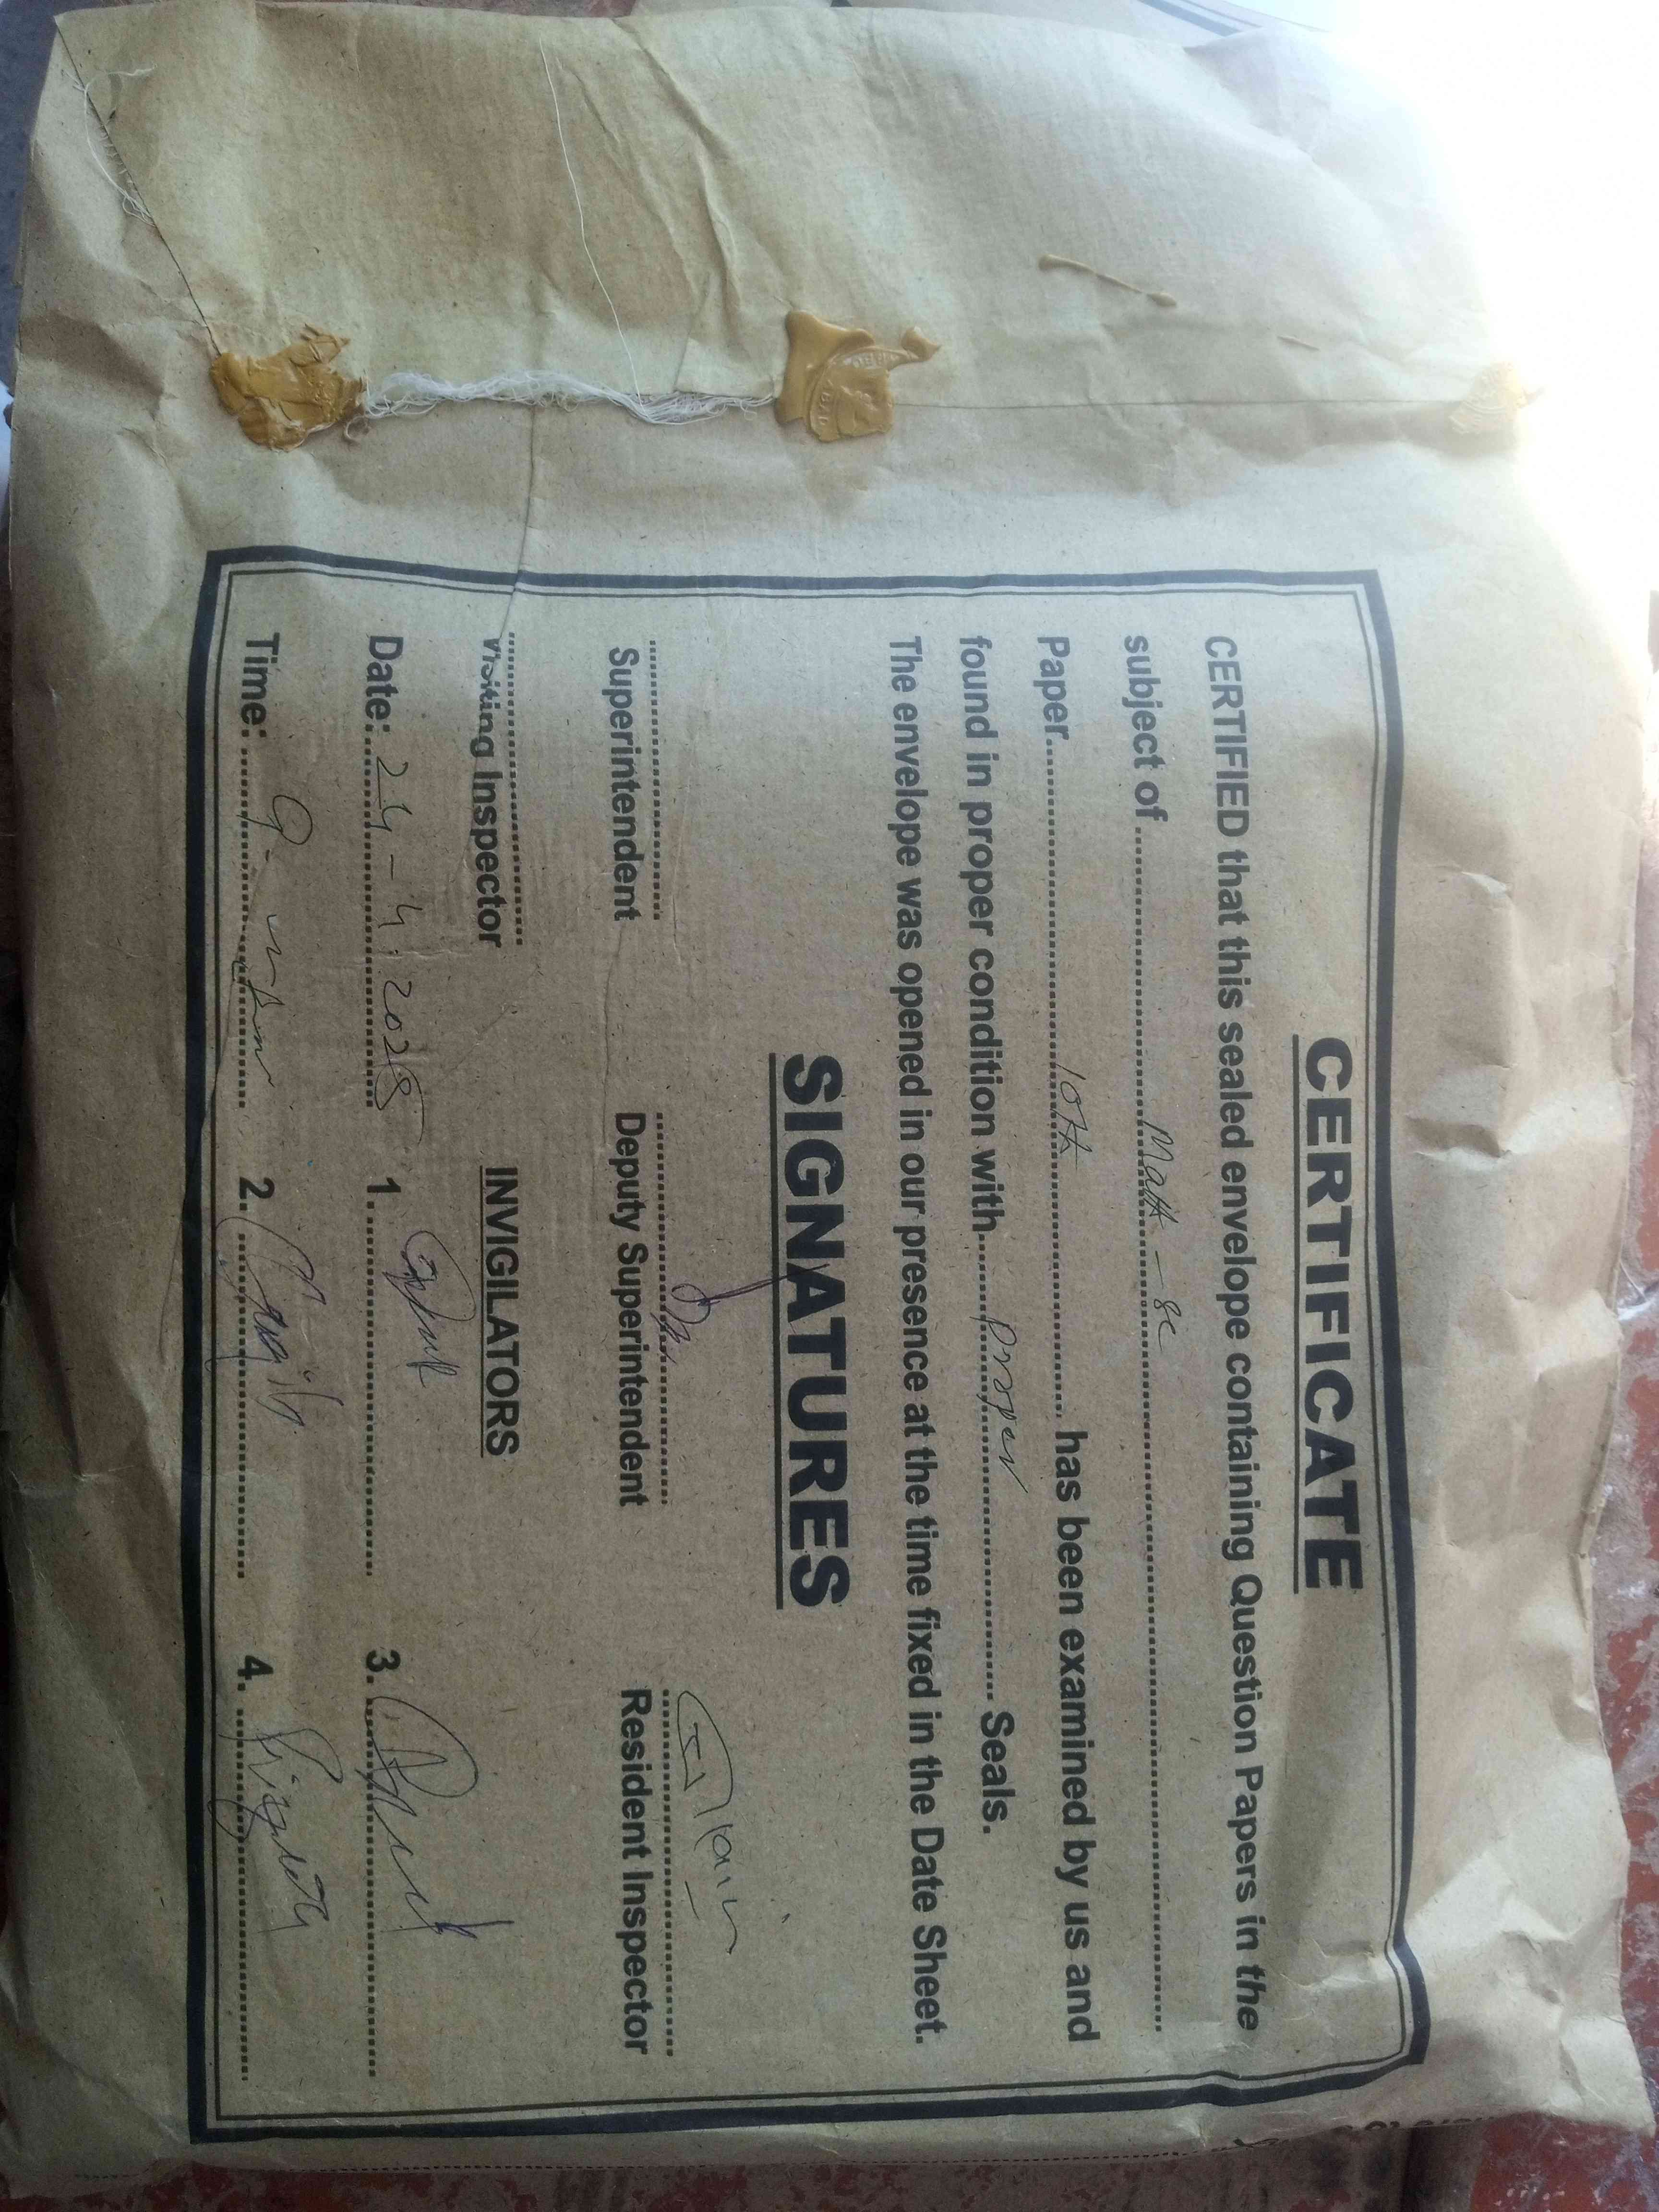 CERTIFICATE
CERTIFIED that this sealed envelope containing Question Papers in the
subject of .......... Math - sc ..........
Paper.......... 10th .......... has been examined by us and
found in proper condition with.......... proper .......... Seals.
The envelope was opened in our presence at the time fixed in the Date Sheet.
SIGNATURES
Superintendent Deputy Superintendent Resident Inspector
Visiting Inspector INVIGILATORS
Date: 24-4-2025 1. 3.
Time: 2. 4.